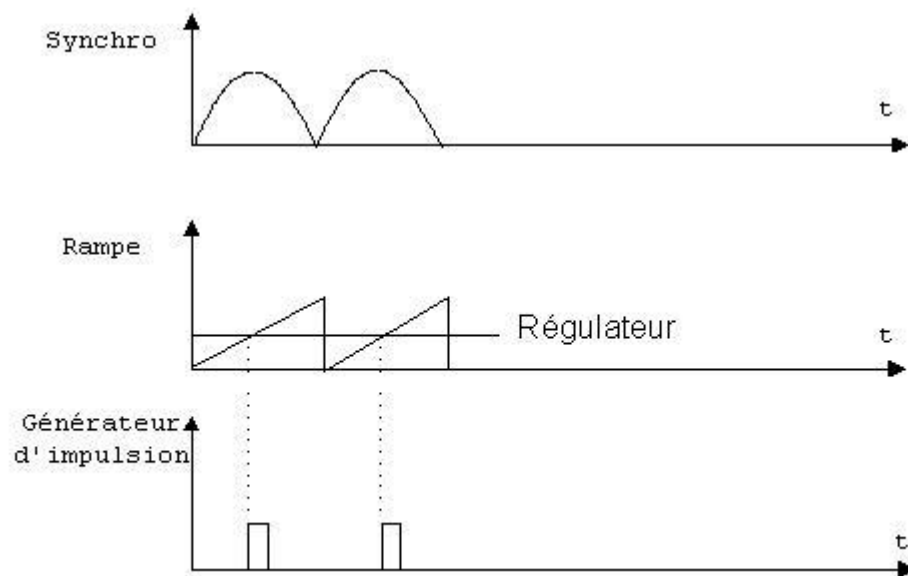 Synchro
t
Rampe
Régulateur
t
Générateur
d'impulsion
t